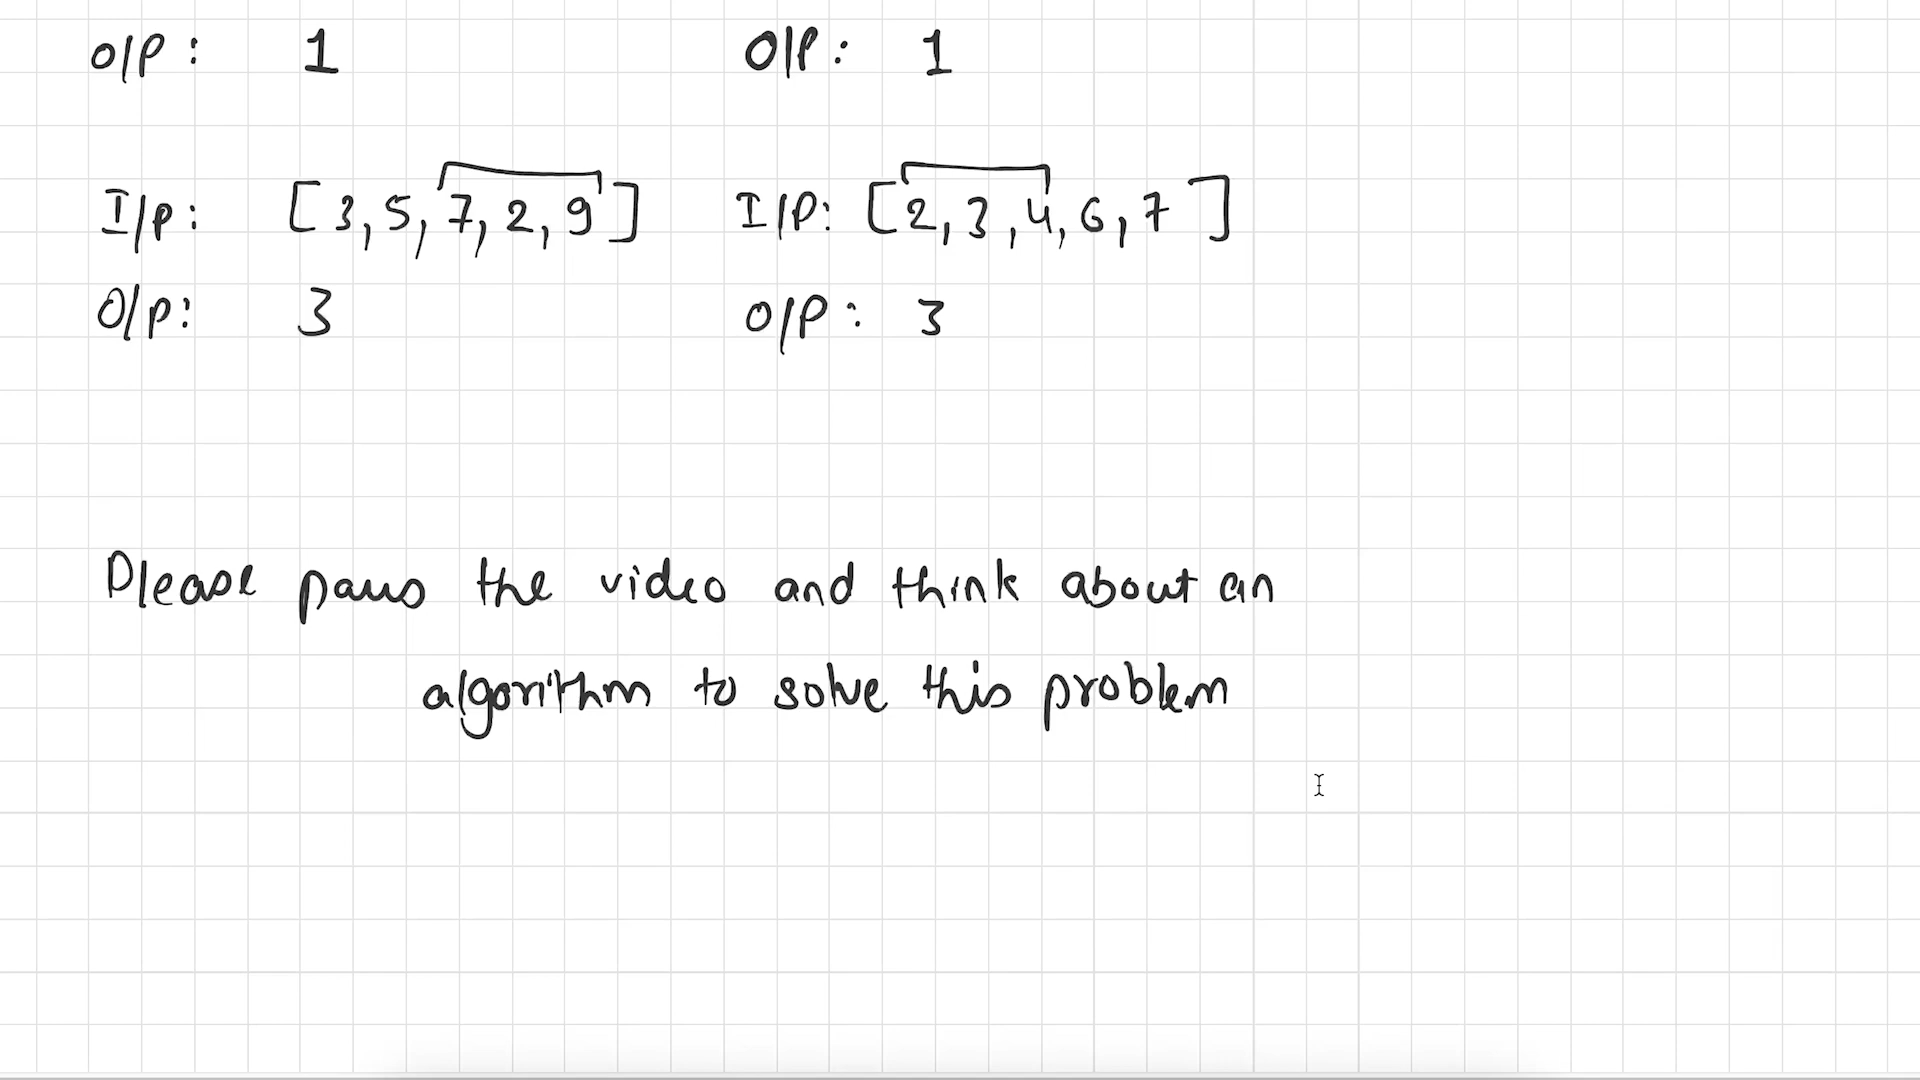 O/P: 1 O/P: 1
I/P: [3, 5, 7, 2, 9] I/P: [2, 3, 4, 6, 7]
O/P: 3 O/P: 3
Please paus the video and think about an
algorithm to solve this problem